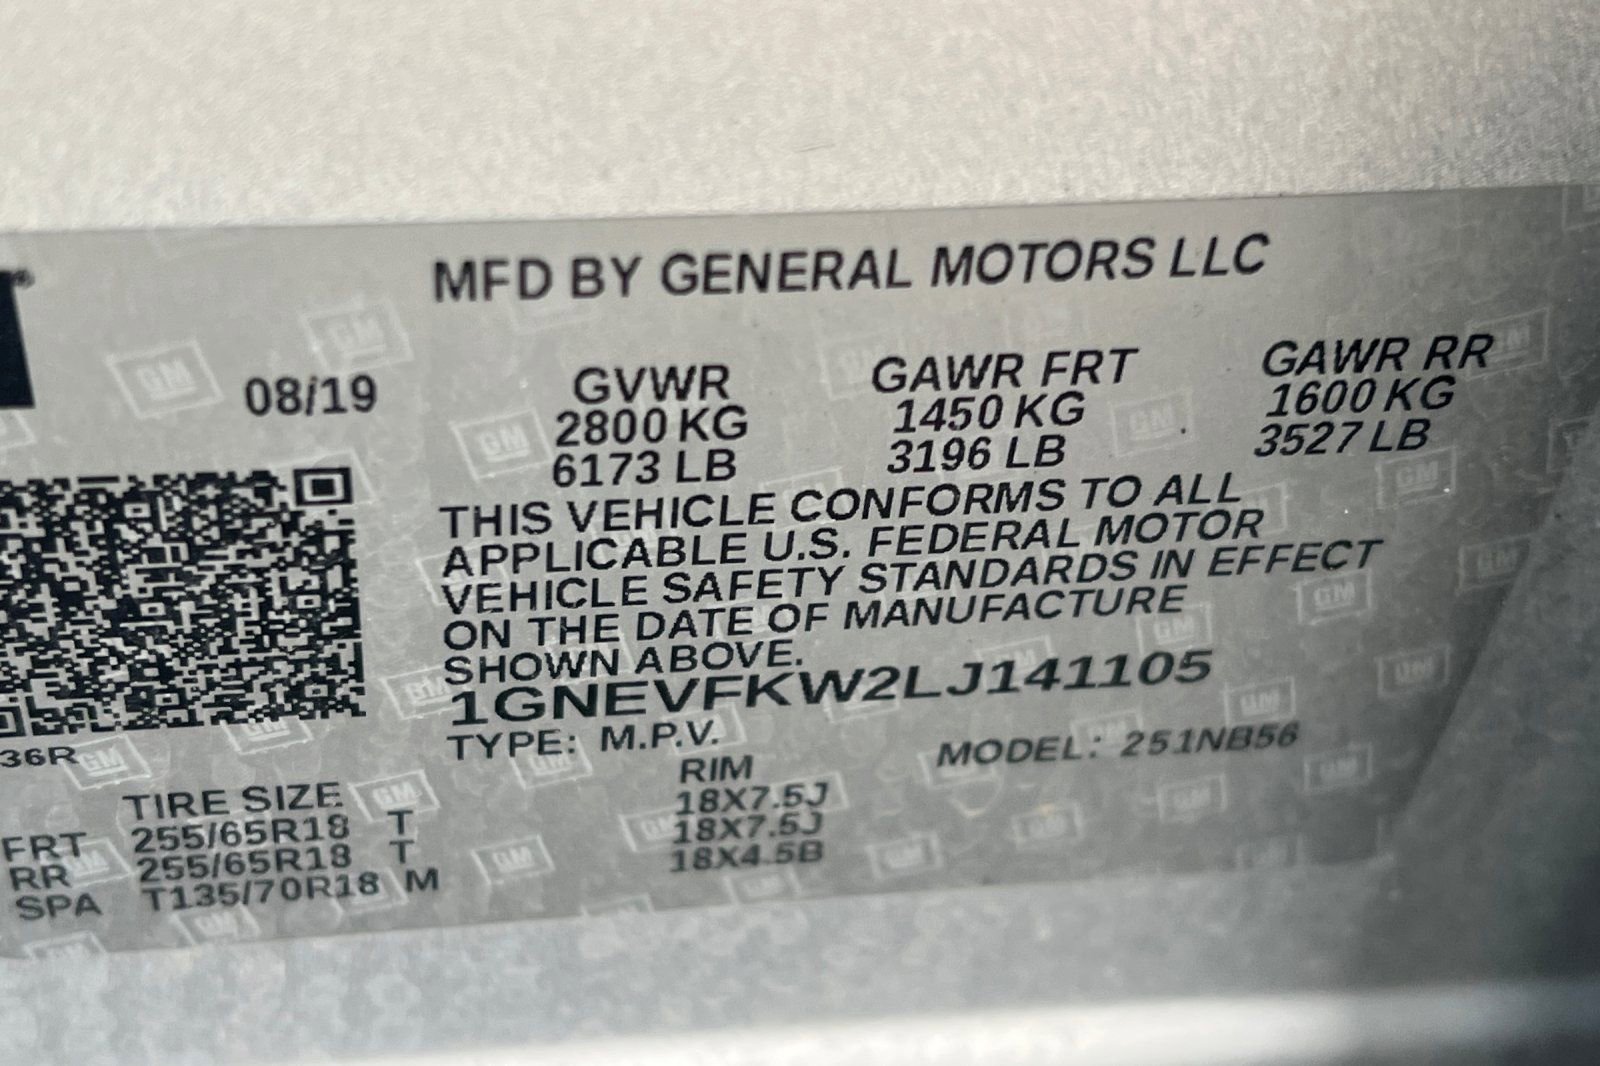 MFD BY GENERAL MOTORS LLC
08/19
GVWR GAWR FRT GAWR RR
2800 KG 1450 KG 1600 KG
6173 LB 3196 LB 3527 LB
THIS VEHICLE CONFORMS TO ALL
APPLICABLE U.S. FEDERAL MOTOR
VEHICLE SAFETY STANDARDS IN EFFECT
ON THE DATE OF MANUFACTURE
SHOWN ABOVE.
1GNEVFKW2LJ141105
36R
TYPE: M.P.V. MODEL: 251NB56
TIRE SIZE RIM
FRT 255/65R18 T 18X7.5J
RR 255/65R18 T 18X7.5J
SPA T135/70R18 M 18X4.5B